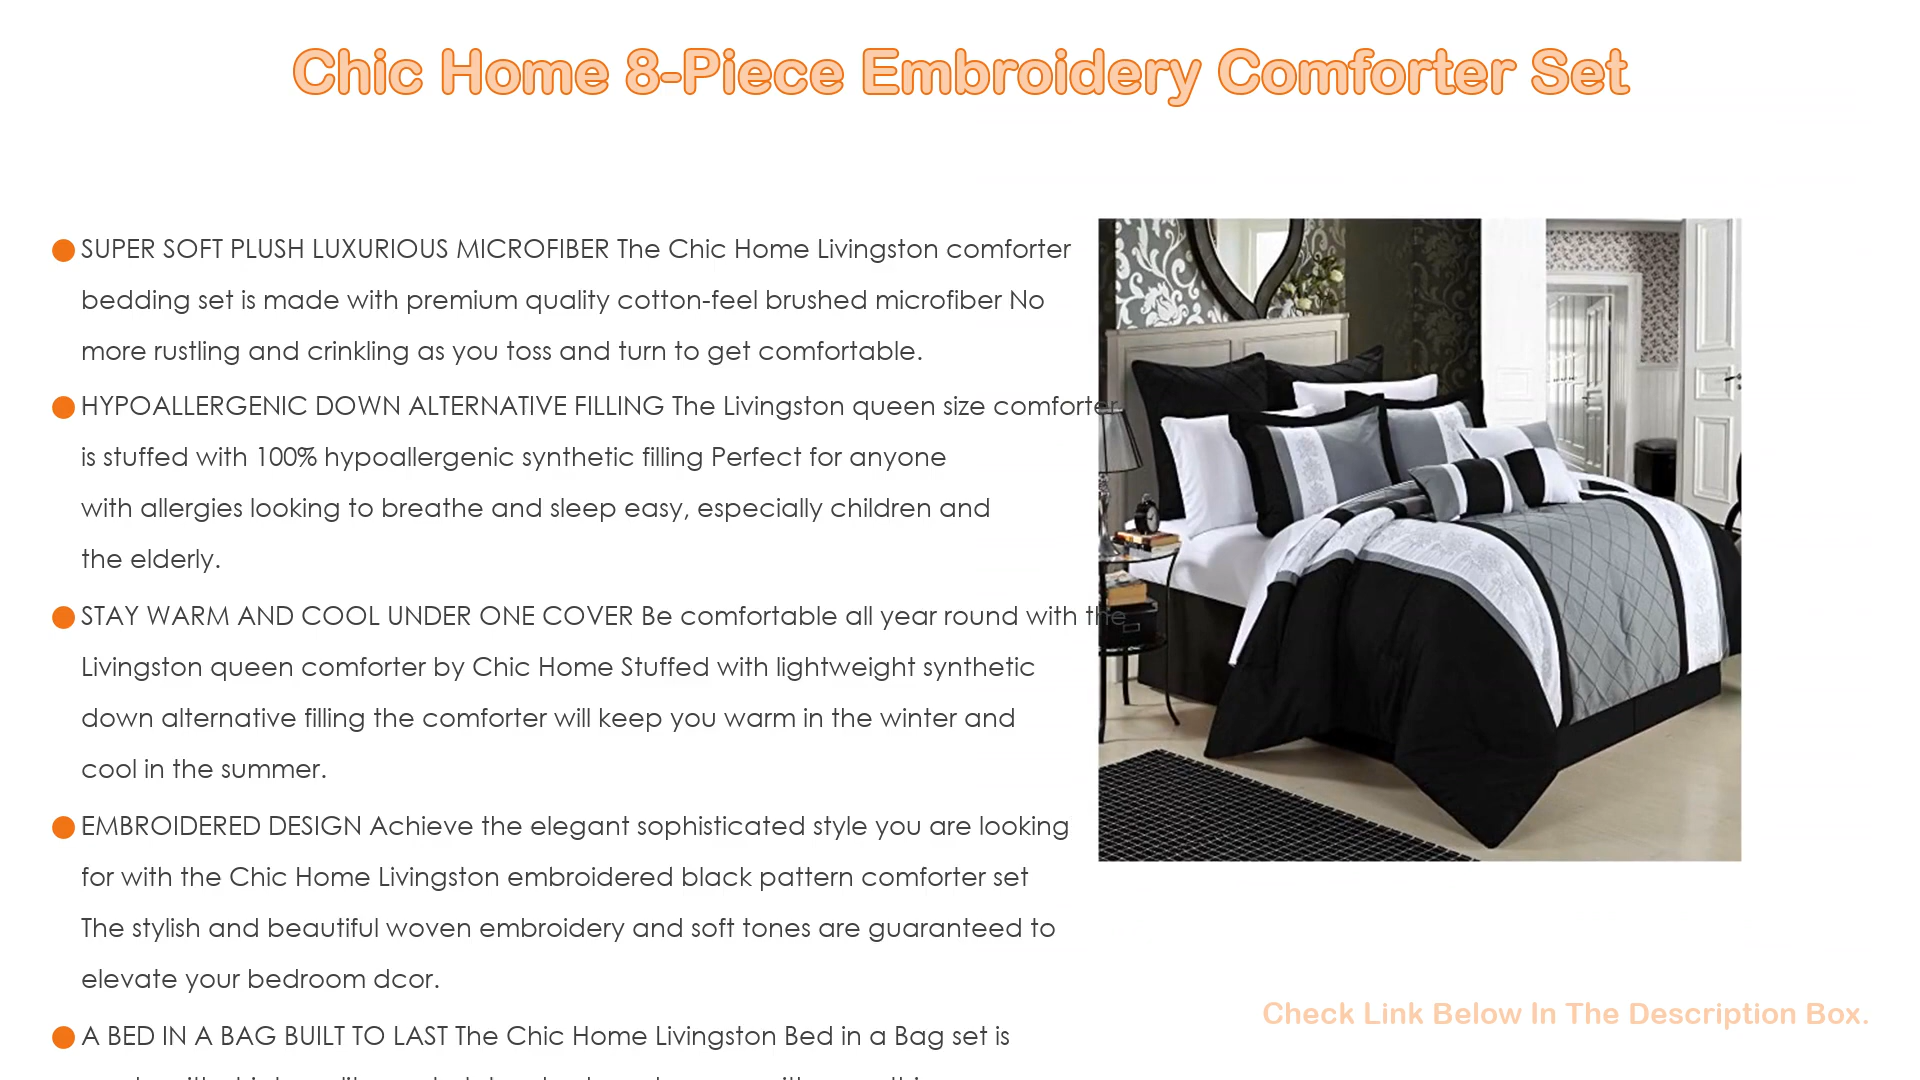 Chic Home 8-Piece Embroidery Comforter Set
SUPER SOFT PLUSH LUXURIOUS MICROFIBER The Chic Home Livingston comforter
bedding set is made with premium quality cotton-feel brushed microfiber No
more rustling and crinkling as you toss and turn to get comfortable.
HYPOALLERGENIC DOWN ALTERNATIVE FILLING The Livingston queen size comforter
is stuffed with 100% hypoallergenic synthetic filling Perfect for anyone
with allergies looking to breathe and sleep easy, especially children and
the elderly.
STAY WARM AND COOL UNDER ONE COVER Be comfortable all year round with the
Livingston queen comforter by Chic Home Stuffed with lightweight synthetic
down alternative filling the comforter will keep you warm in the winter and
cool in the summer.
EMBROIDERED DESIGN Achieve the elegant sophisticated style you are looking
for with the Chic Home Livingston embroidered black pattern comforter set
The stylish and beautiful woven embroidery and soft tones are guaranteed to
elevate your bedroom dcor.
A BED IN A BAG BUILT TO LAST The Chic Home Livingston Bed in a Bag set is
Check Link Below In The Description Box.